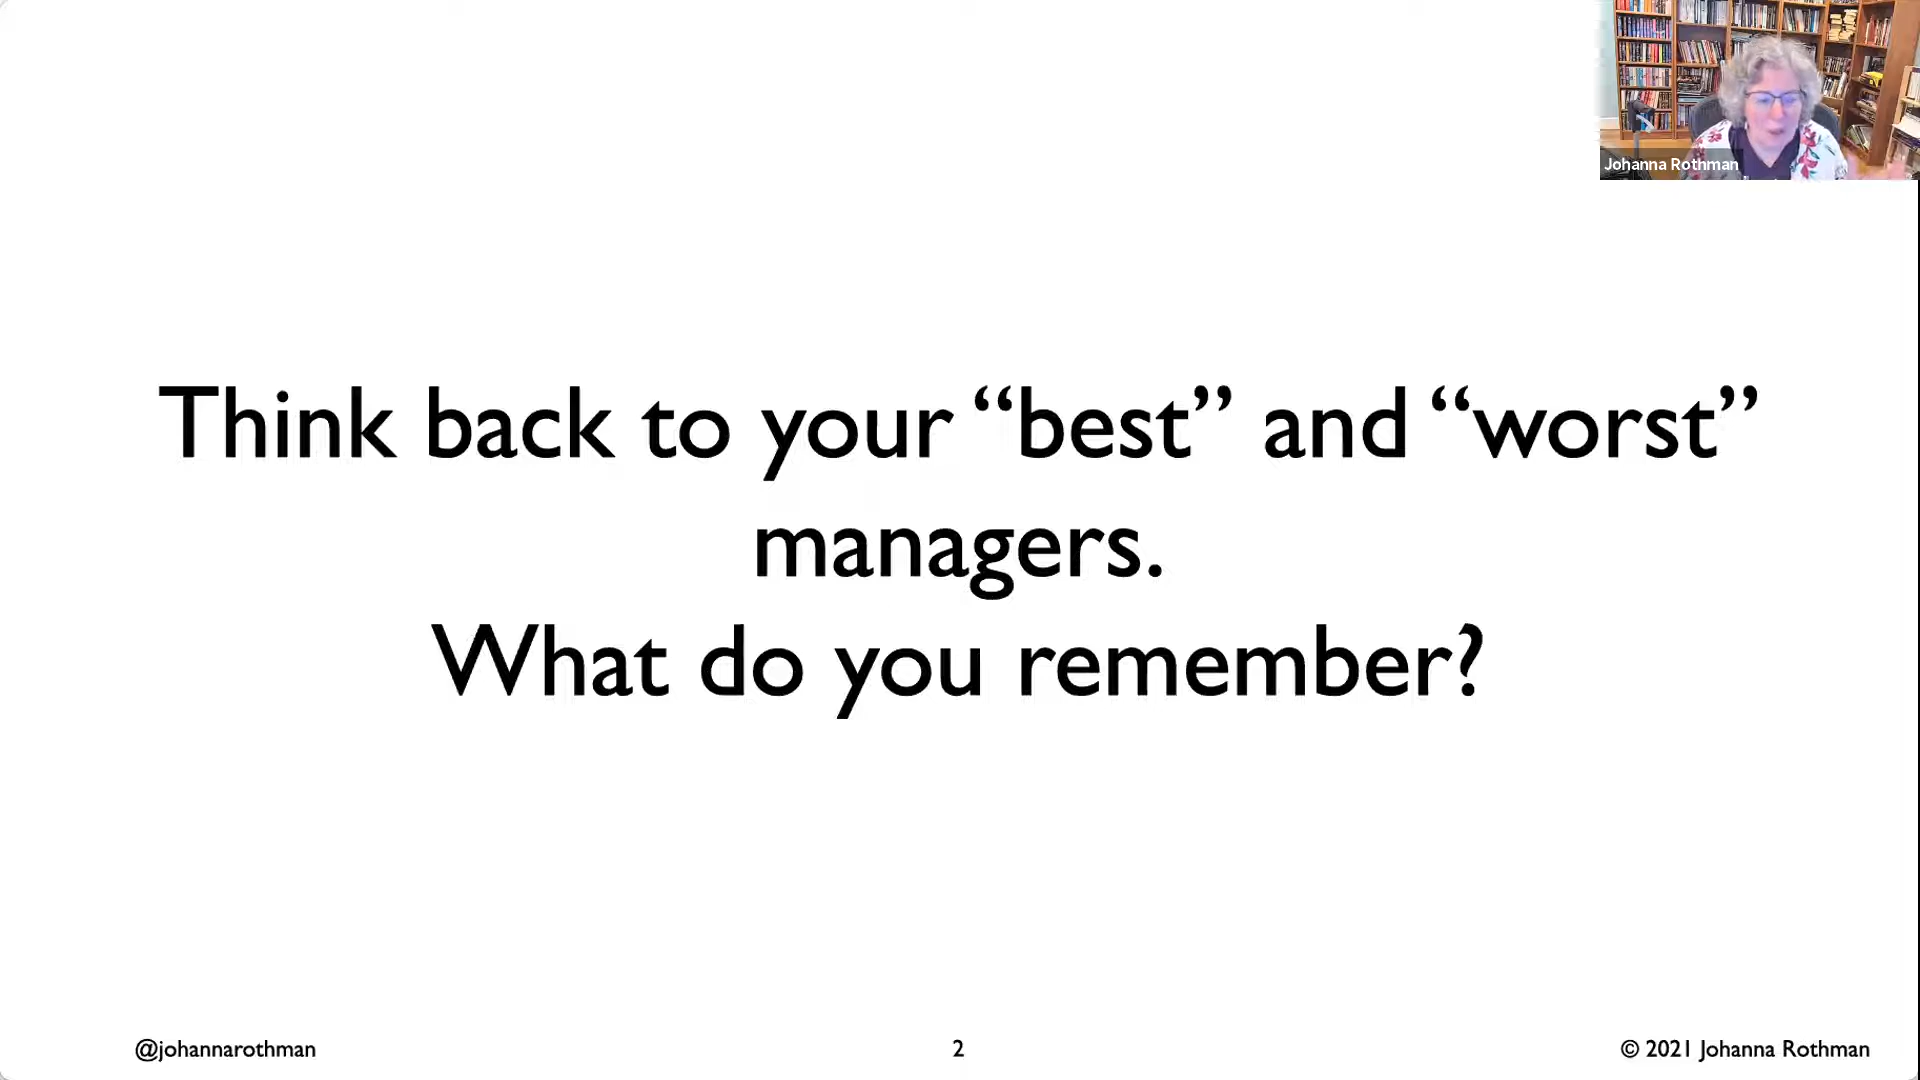 Johanna Rothman
Think back to your “best” and “worst”
managers.
What do you remember?
@johannarothman
2
© 2021 Johanna Rothman